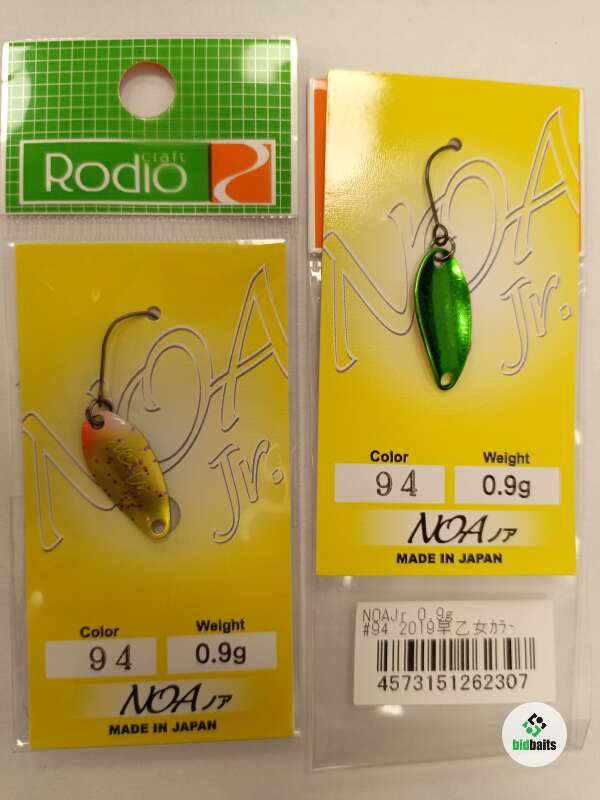 craft
Rodio
NOA
Jr.
Color
Weight
94
0.9g
NOAノア
MADE IN JAPAN
NOA
Jr.
Color
Weight
94
0.9g
NOAノア
MADE IN JAPAN
NOAJr 0.9g
#94 2019早乙女ｶﾗｰ
4573151262307
bidbaits